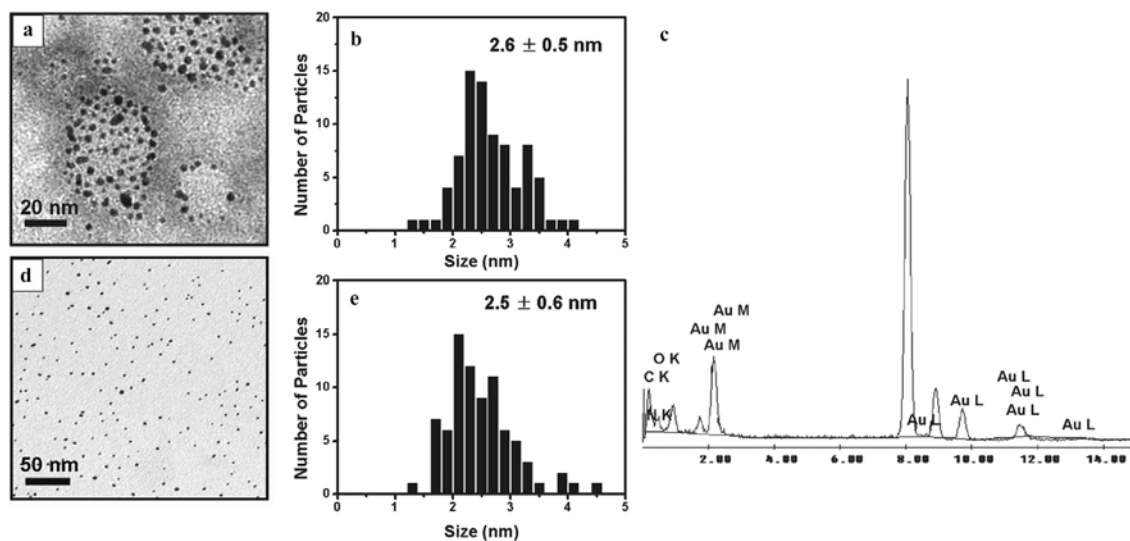 a
20 nm
b
2.6 ± 0.5 nm
Number of Particles
20
15
10
5
0
0 1 2 3 4 5
Size (nm)
c
Au M
Au M
Au M
O K
C K
N K
Au L
Au L
Au L
Au L
Au L
Au L
2.00 4.00 6.00 8.00 10.00 12.00 14.00
d
50 nm
e
2.5 ± 0.6 nm
Number of Particles
20
15
10
5
0
0 1 2 3 4 5
Size (nm)